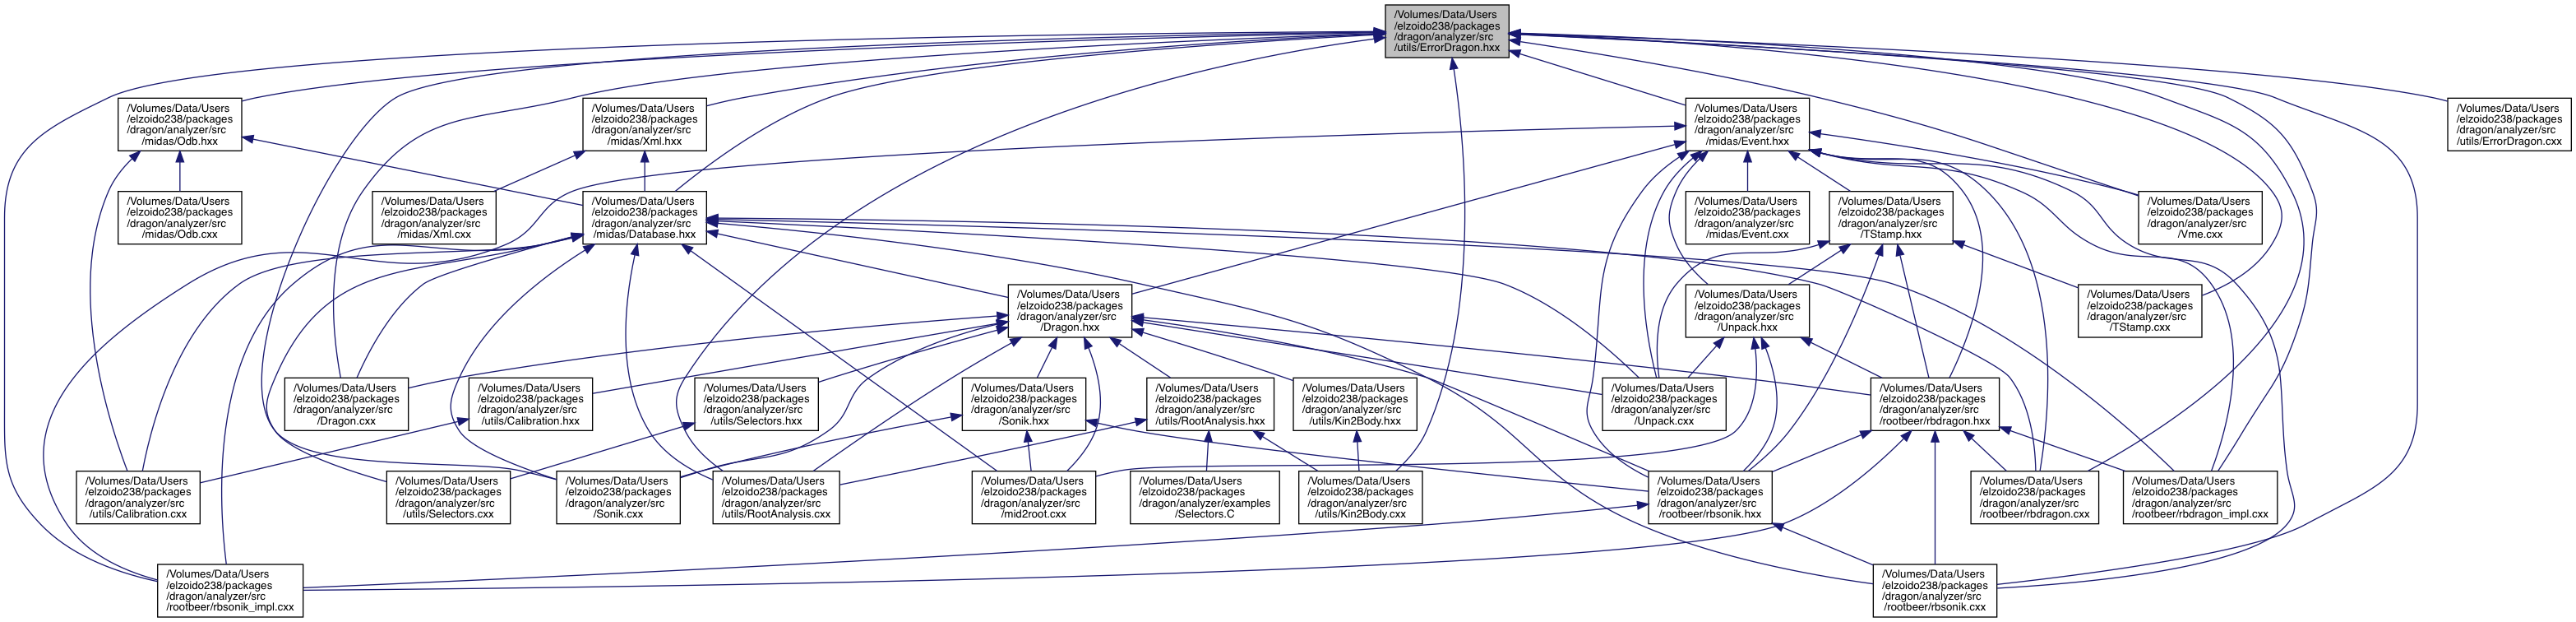 /Volumes/Data/Users
/elzoido238/packages
/dragon/analyzer/src
/utils/ErrorDragon.hxx
/Volumes/Data/Users
/elzoido238/packages
/dragon/analyzer/src
/midas/Odb.hxx
/Volumes/Data/Users
/elzoido238/packages
/dragon/analyzer/src
/midas/Xml.hxx
/Volumes/Data/Users
/elzoido238/packages
/dragon/analyzer/src
/midas/Event.hxx
/Volumes/Data/Users
/elzoido238/packages
/dragon/analyzer/src
/utils/ErrorDragon.cxx
/Volumes/Data/Users
/elzoido238/packages
/dragon/analyzer/src
/midas/Odb.cxx
/Volumes/Data/Users
/elzoido238/packages
/dragon/analyzer/src
/midas/Xml.cxx
/Volumes/Data/Users
/elzoido238/packages
/dragon/analyzer/src
/midas/Database.hxx
/Volumes/Data/Users
/elzoido238/packages
/dragon/analyzer/src
/midas/Event.cxx
/Volumes/Data/Users
/elzoido238/packages
/dragon/analyzer/src
/TStamp.hxx
/Volumes/Data/Users
/elzoido238/packages
/dragon/analyzer/src
/Vme.cxx
/Volumes/Data/Users
/elzoido238/packages
/dragon/analyzer/src
/Dragon.hxx
/Volumes/Data/Users
/elzoido238/packages
/dragon/analyzer/src
/Unpack.hxx
/Volumes/Data/Users
/elzoido238/packages
/dragon/analyzer/src
/TStamp.cxx
/Volumes/Data/Users
/elzoido238/packages
/dragon/analyzer/src
/Dragon.cxx
/Volumes/Data/Users
/elzoido238/packages
/dragon/analyzer/src
/utils/Calibration.hxx
/Volumes/Data/Users
/elzoido238/packages
/dragon/analyzer/src
/utils/Selectors.hxx
/Volumes/Data/Users
/elzoido238/packages
/dragon/analyzer/src
/Sonik.hxx
/Volumes/Data/Users
/elzoido238/packages
/dragon/analyzer/src
/utils/RootAnalysis.hxx
/Volumes/Data/Users
/elzoido238/packages
/dragon/analyzer/src
/utils/Kin2Body.hxx
/Volumes/Data/Users
/elzoido238/packages
/dragon/analyzer/src
/Unpack.cxx
/Volumes/Data/Users
/elzoido238/packages
/dragon/analyzer/src
/rootbeer/rbdragon.hxx
/Volumes/Data/Users
/elzoido238/packages
/dragon/analyzer/src
/utils/Calibration.cxx
/Volumes/Data/Users
/elzoido238/packages
/dragon/analyzer/src
/utils/Selectors.cxx
/Volumes/Data/Users
/elzoido238/packages
/dragon/analyzer/src
/Sonik.cxx
/Volumes/Data/Users
/elzoido238/packages
/dragon/analyzer/src
/utils/RootAnalysis.cxx
/Volumes/Data/Users
/elzoido238/packages
/dragon/analyzer/src
/mid2root.cxx
/Volumes/Data/Users
/elzoido238/packages
/dragon/analyzer/examples
/Selectors.C
/Volumes/Data/Users
/elzoido238/packages
/dragon/analyzer/src
/utils/Kin2Body.cxx
/Volumes/Data/Users
/elzoido238/packages
/dragon/analyzer/src
/rootbeer/rbsonik.hxx
/Volumes/Data/Users
/elzoido238/packages
/dragon/analyzer/src
/rootbeer/rbdragon.cxx
/Volumes/Data/Users
/elzoido238/packages
/dragon/analyzer/src
/rootbeer/rbdragon_impl.cxx
/Volumes/Data/Users
/elzoido238/packages
/dragon/analyzer/src
/rootbeer/rbsonik_impl.cxx
/Volumes/Data/Users
/elzoido238/packages
/dragon/analyzer/src
/rootbeer/rbsonik.cxx